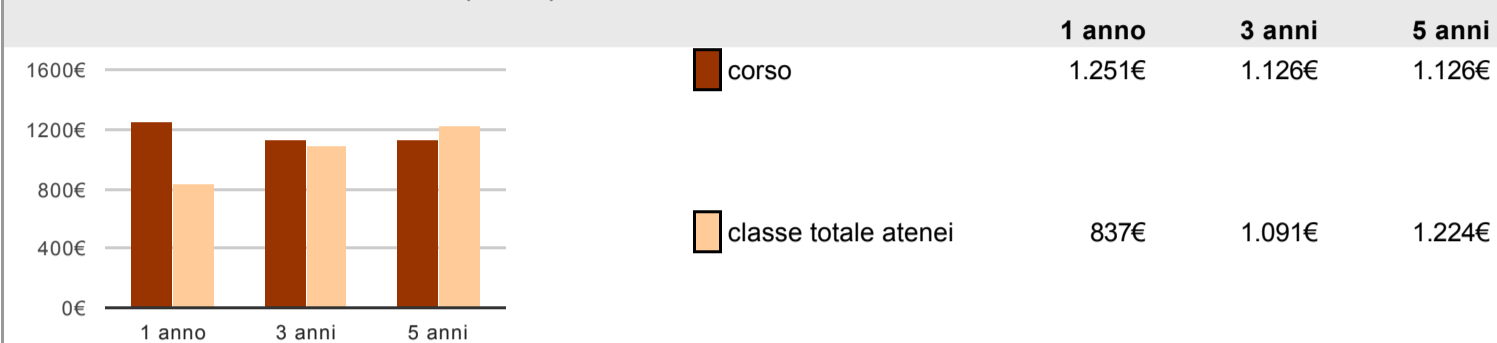 1 anno 3 anni 5 anni
1600€
corso 1.251€ 1.126€ 1.126€
1200€
800€
classe totale atenei 837€ 1.091€ 1.224€
400€
0€
1 anno 3 anni 5 anni